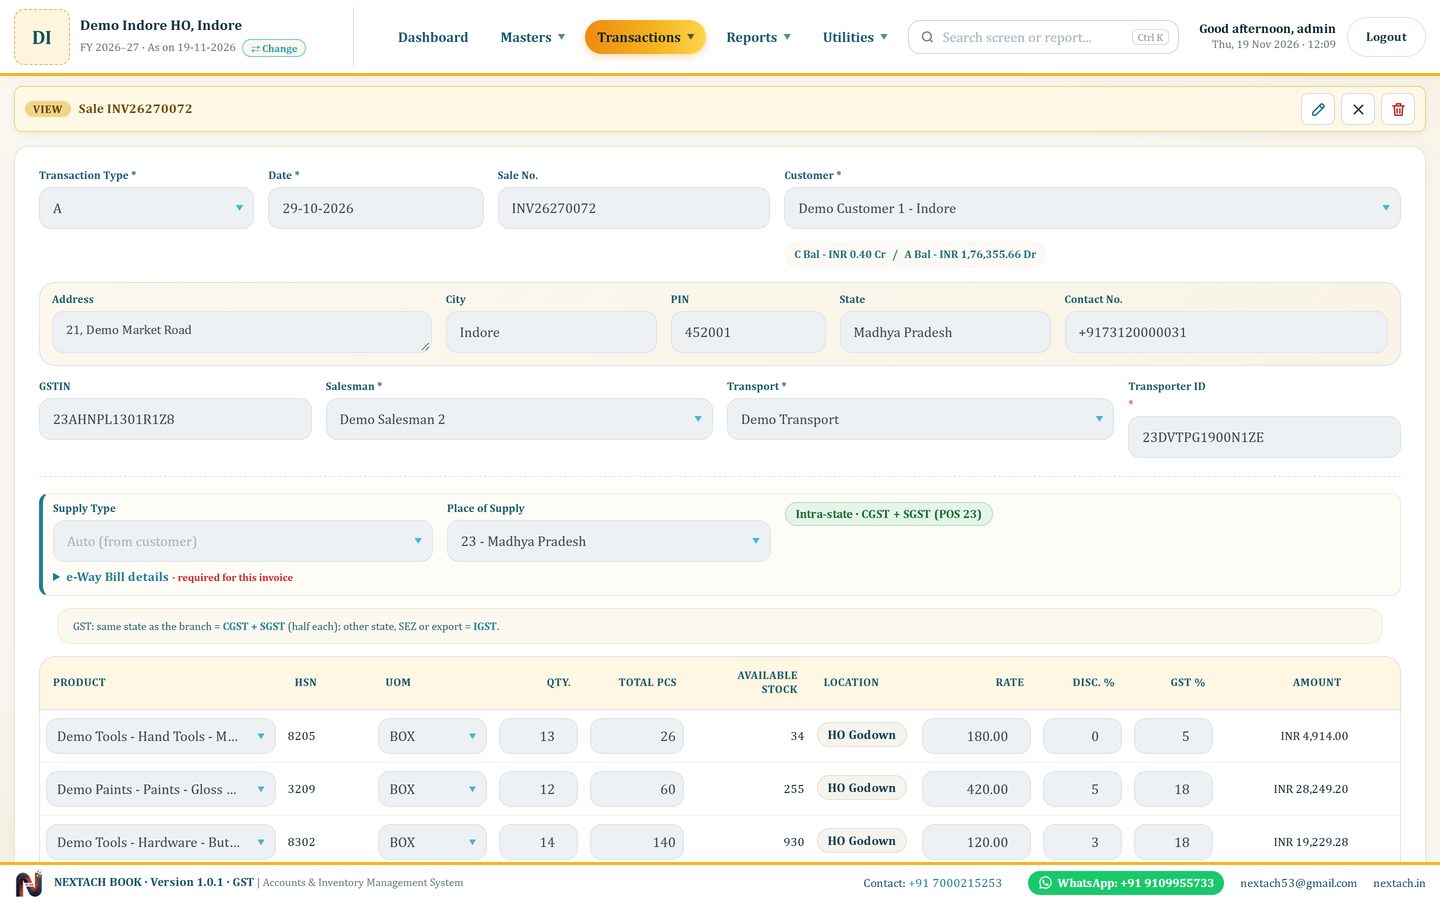 DI
Demo Indore HO, Indore
FY 2026–27 · As on 19-11-2026 ⇄ Change
Dashboard Masters ▼ Transactions ▼ Reports ▼ Utilities ▼
Search screen or report... Ctrl K
Good afternoon, admin
Thu, 19 Nov 2026 · 12:09
Logout
VIEW Sale INV26270072
Transaction Type * Date * Sale No. Customer *
A 29-10-2026 INV26270072 Demo Customer 1 - Indore
C Bal - INR 0.40 Cr / A Bal - INR 1,76,355.66 Dr
Address City PIN State Contact No.
21, Demo Market Road Indore 452001 Madhya Pradesh +9173120000031
GSTIN Salesman * Transport * Transporter ID *
23AHNPL1301R1Z8 Demo Salesman 2 Demo Transport 23DVTPG1900N1ZE
Supply Type Place of Supply Intra-state · CGST + SGST (POS 23)
Auto (from customer) 23 - Madhya Pradesh
▶ e-Way Bill details - required for this invoice
GST: same state as the branch = CGST + SGST (half each); other state, SEZ or export = IGST.
PRODUCT HSN UOM QTY. TOTAL PCS AVAILABLE STOCK LOCATION RATE DISC. % GST % AMOUNT
Demo Tools - Hand Tools - M... 8205 BOX 13 26 34 HO Godown 180.00 0 5 INR 4,914.00
Demo Paints - Paints - Gloss ... 3209 BOX 12 60 255 HO Godown 420.00 5 18 INR 28,249.20
Demo Tools - Hardware - But... 8302 BOX 14 140 930 HO Godown 120.00 3 18 INR 19,229.28
NEXTACH BOOK · Version 1.0.1 · GST | Accounts & Inventory Management System
Contact: +91 7000215253 WhatsApp: +91 9109955733 nextach53@gmail.com nextach.in